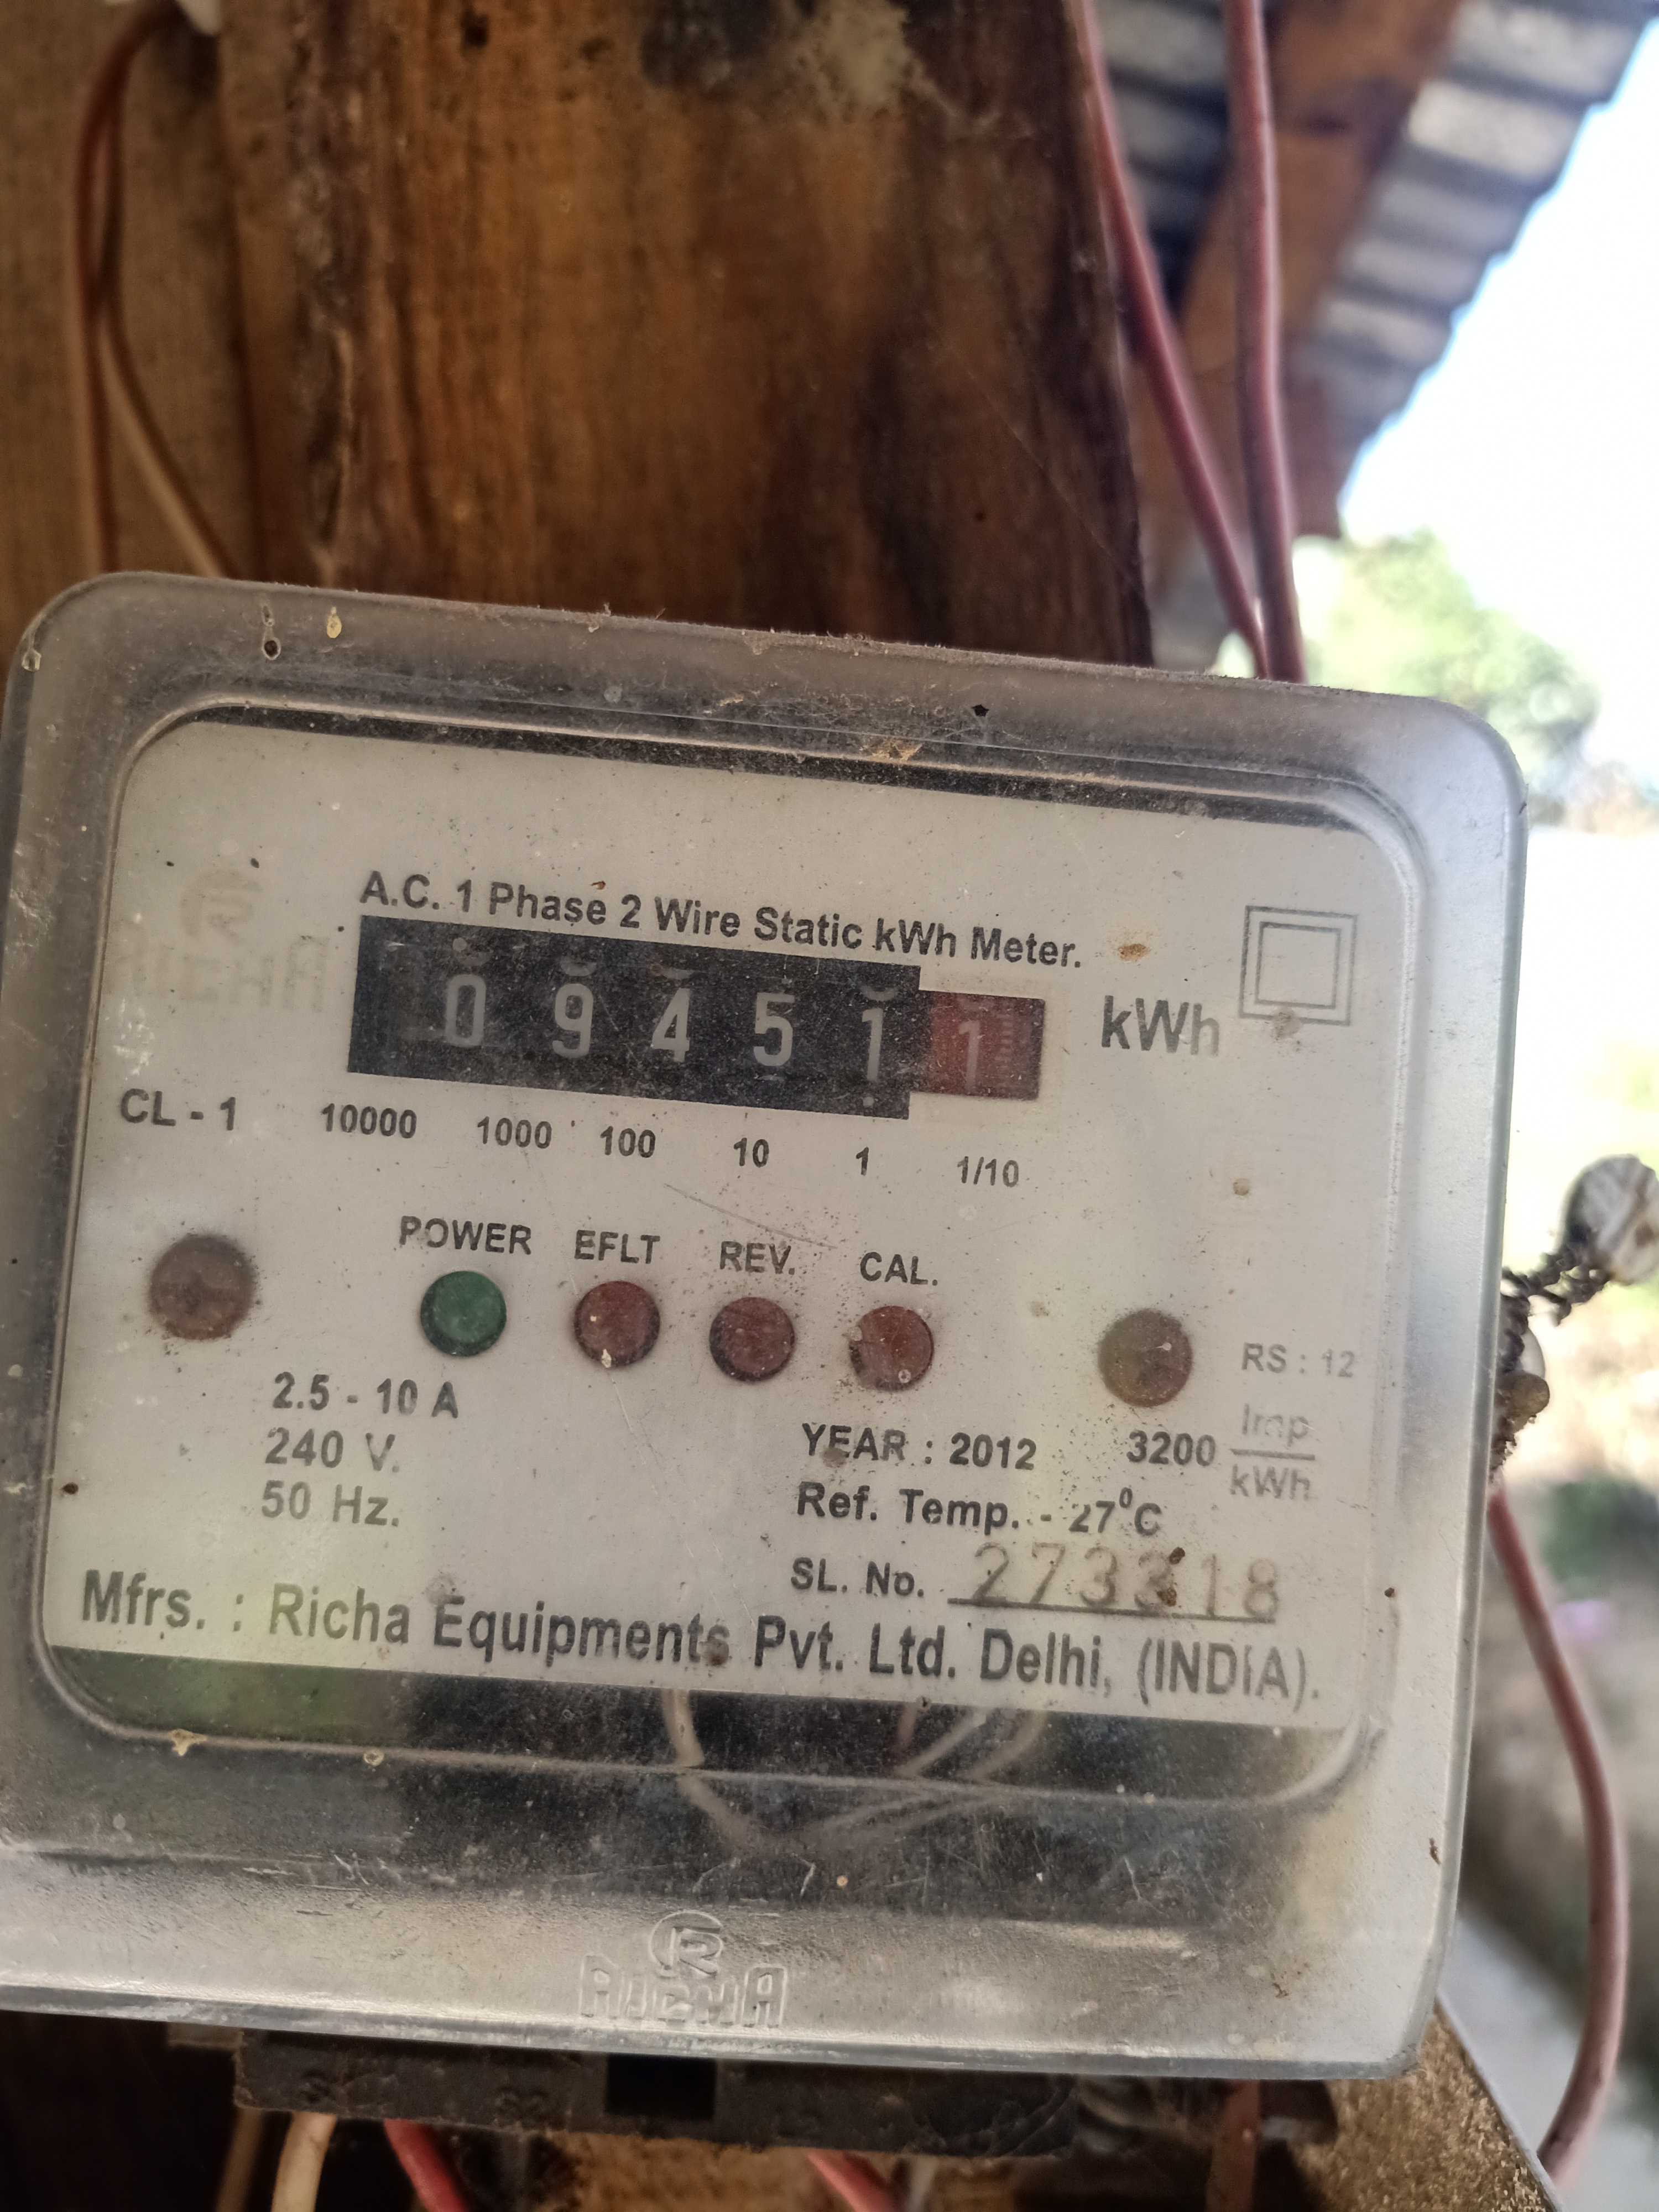 A.C. 1 Phase 2 Wire Static kWh Meter.
0 9 4 5 1 1 kWh
CL - 1 10000 1000 100 10 1 1/10
POWER EFLT REV. CAL.
RS : 12
2.5 - 10 A
240 V.
50 Hz.
YEAR : 2012 3200 Imp/kWh
Ref. Temp. - 27°C
SL. No. 273318
Mfrs. : Richa Equipments Pvt. Ltd. Delhi, (INDIA).
RICHA